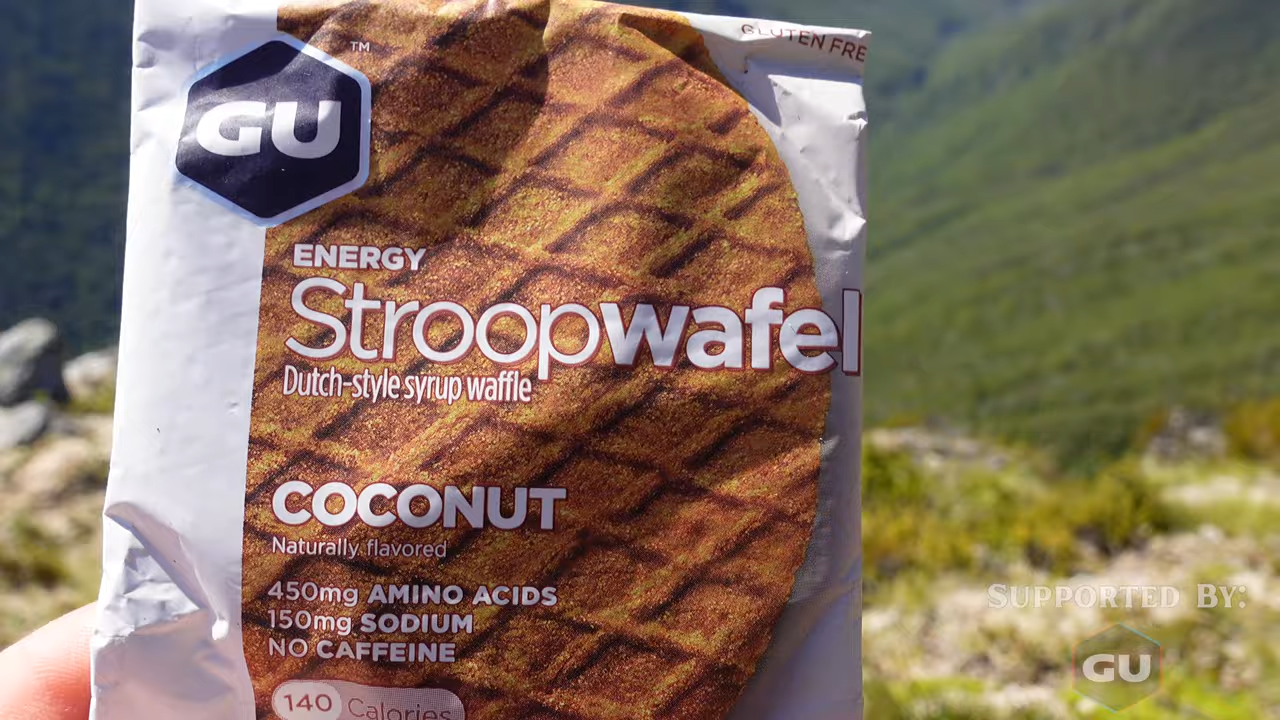 GLUTEN FRE
TM
GU
ENERGY
Stroopwafel
Dutch-style syrup waffle
COCONUT
Naturally flavored
450mg AMINO ACIDS
150mg SODIUM
NO CAFFEINE
140 Calories
SUPPORTED BY:
GU